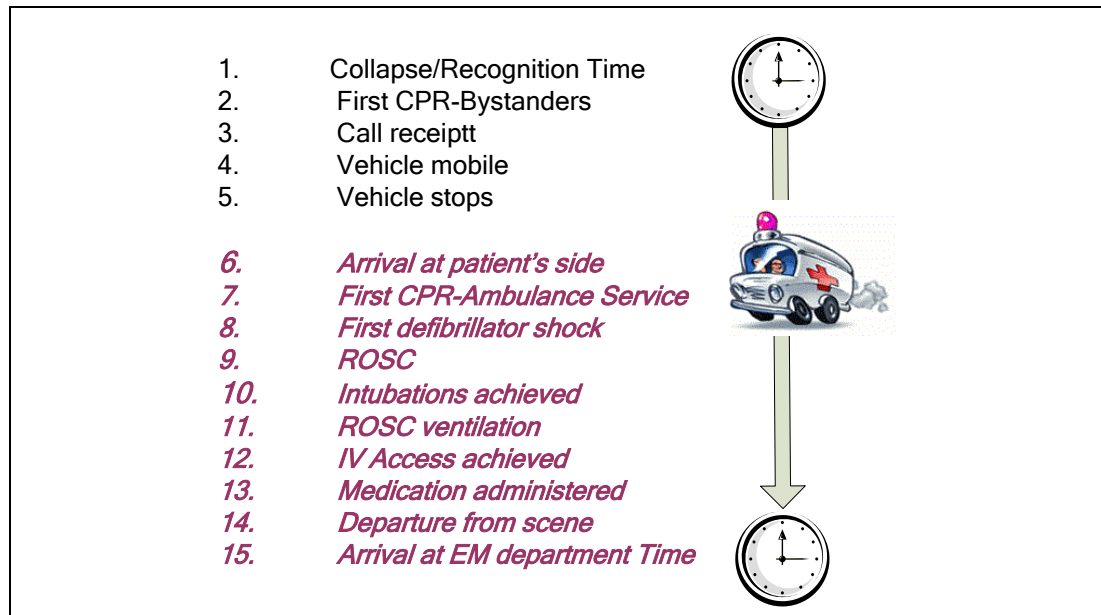 1. Collapse/Recognition Time
2. First CPR-Bystanders
3. Call receiptt
4. Vehicle mobile
5. Vehicle stops
6. Arrival at patient's side
7. First CPR-Ambulance Service
8. First defibrillator shock
9. ROSC
10. Intubations achieved
11. ROSC ventilation
12. IV Access achieved
13. Medication administered
14. Departure from scene
15. Arrival at EM department Time